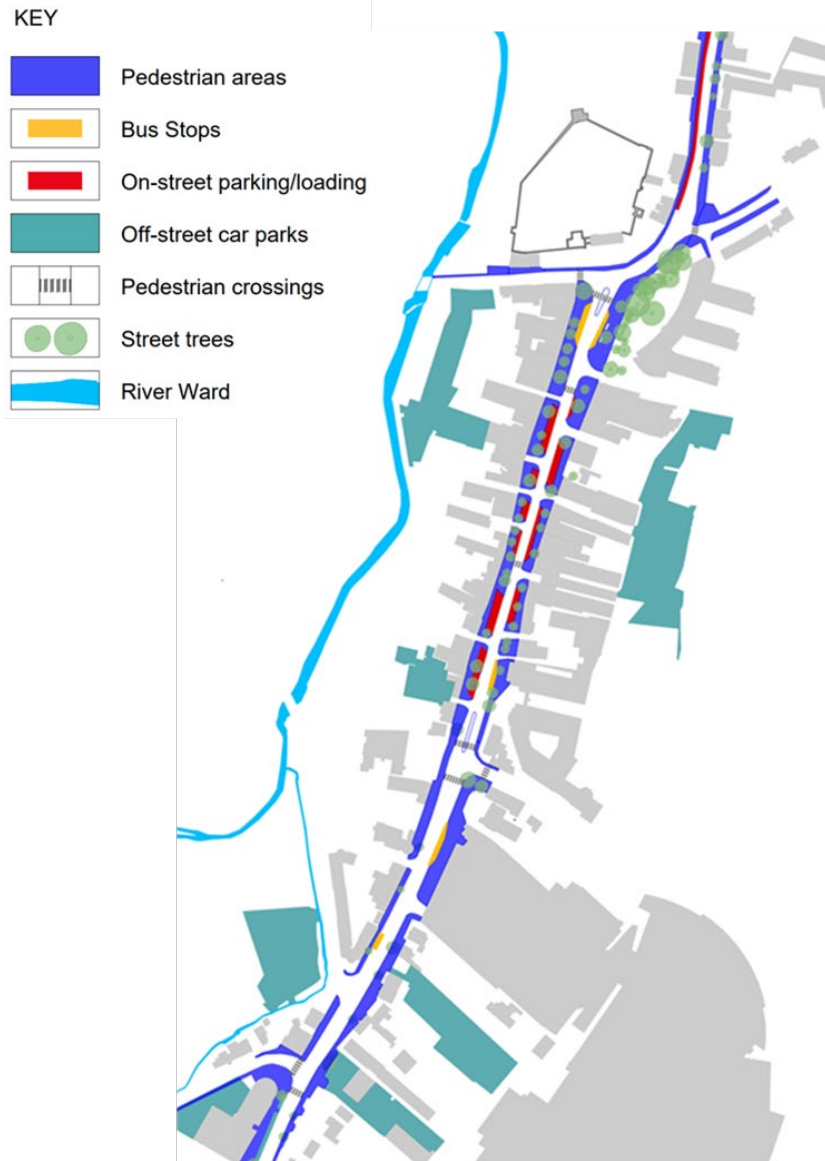 KEY
Pedestrian areas
Bus Stops
On-street parking/loading
Off-street car parks
Pedestrian crossings
Street trees
River Ward